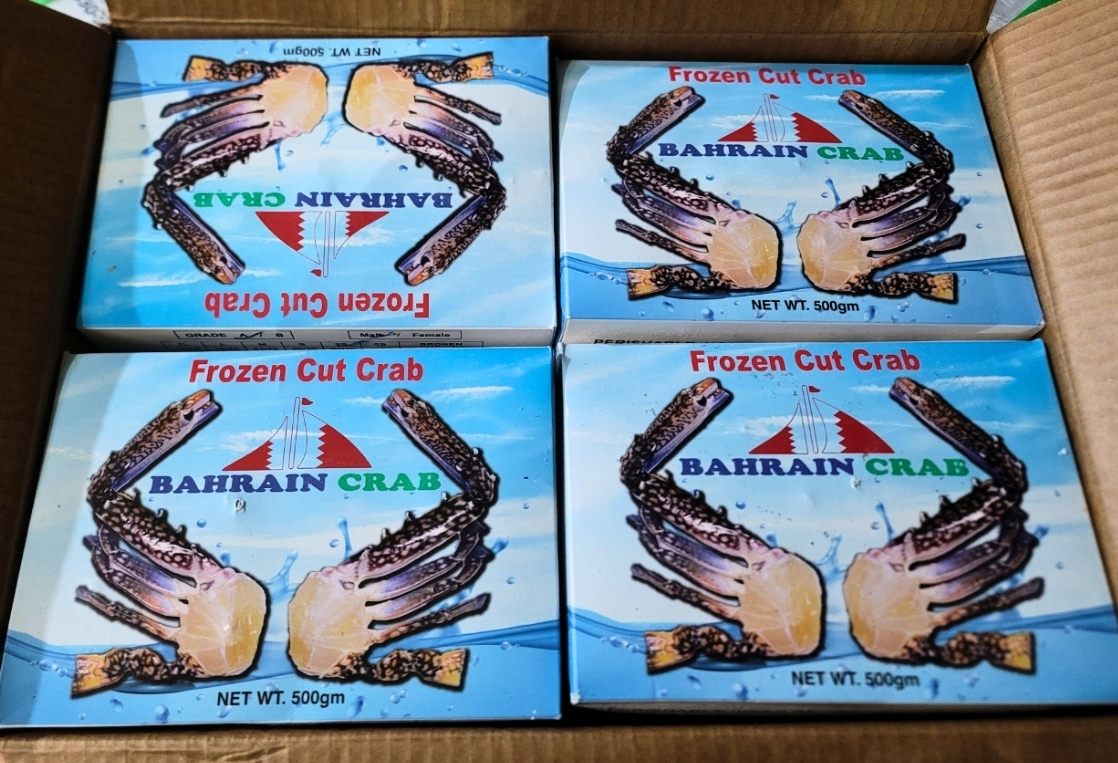 NET WT. 500gm
BAHRAIN CRAB
Frozen Cut Crab
GRADE A B
Male / Female
BROKEN
Frozen Cut Crab
BAHRAIN CRAB
NET WT. 500gm
Frozen Cut Crab
BAHRAIN CRAB
NET WT. 500gm
Frozen Cut Crab
BAHRAIN CRAB
NET WT. 500gm